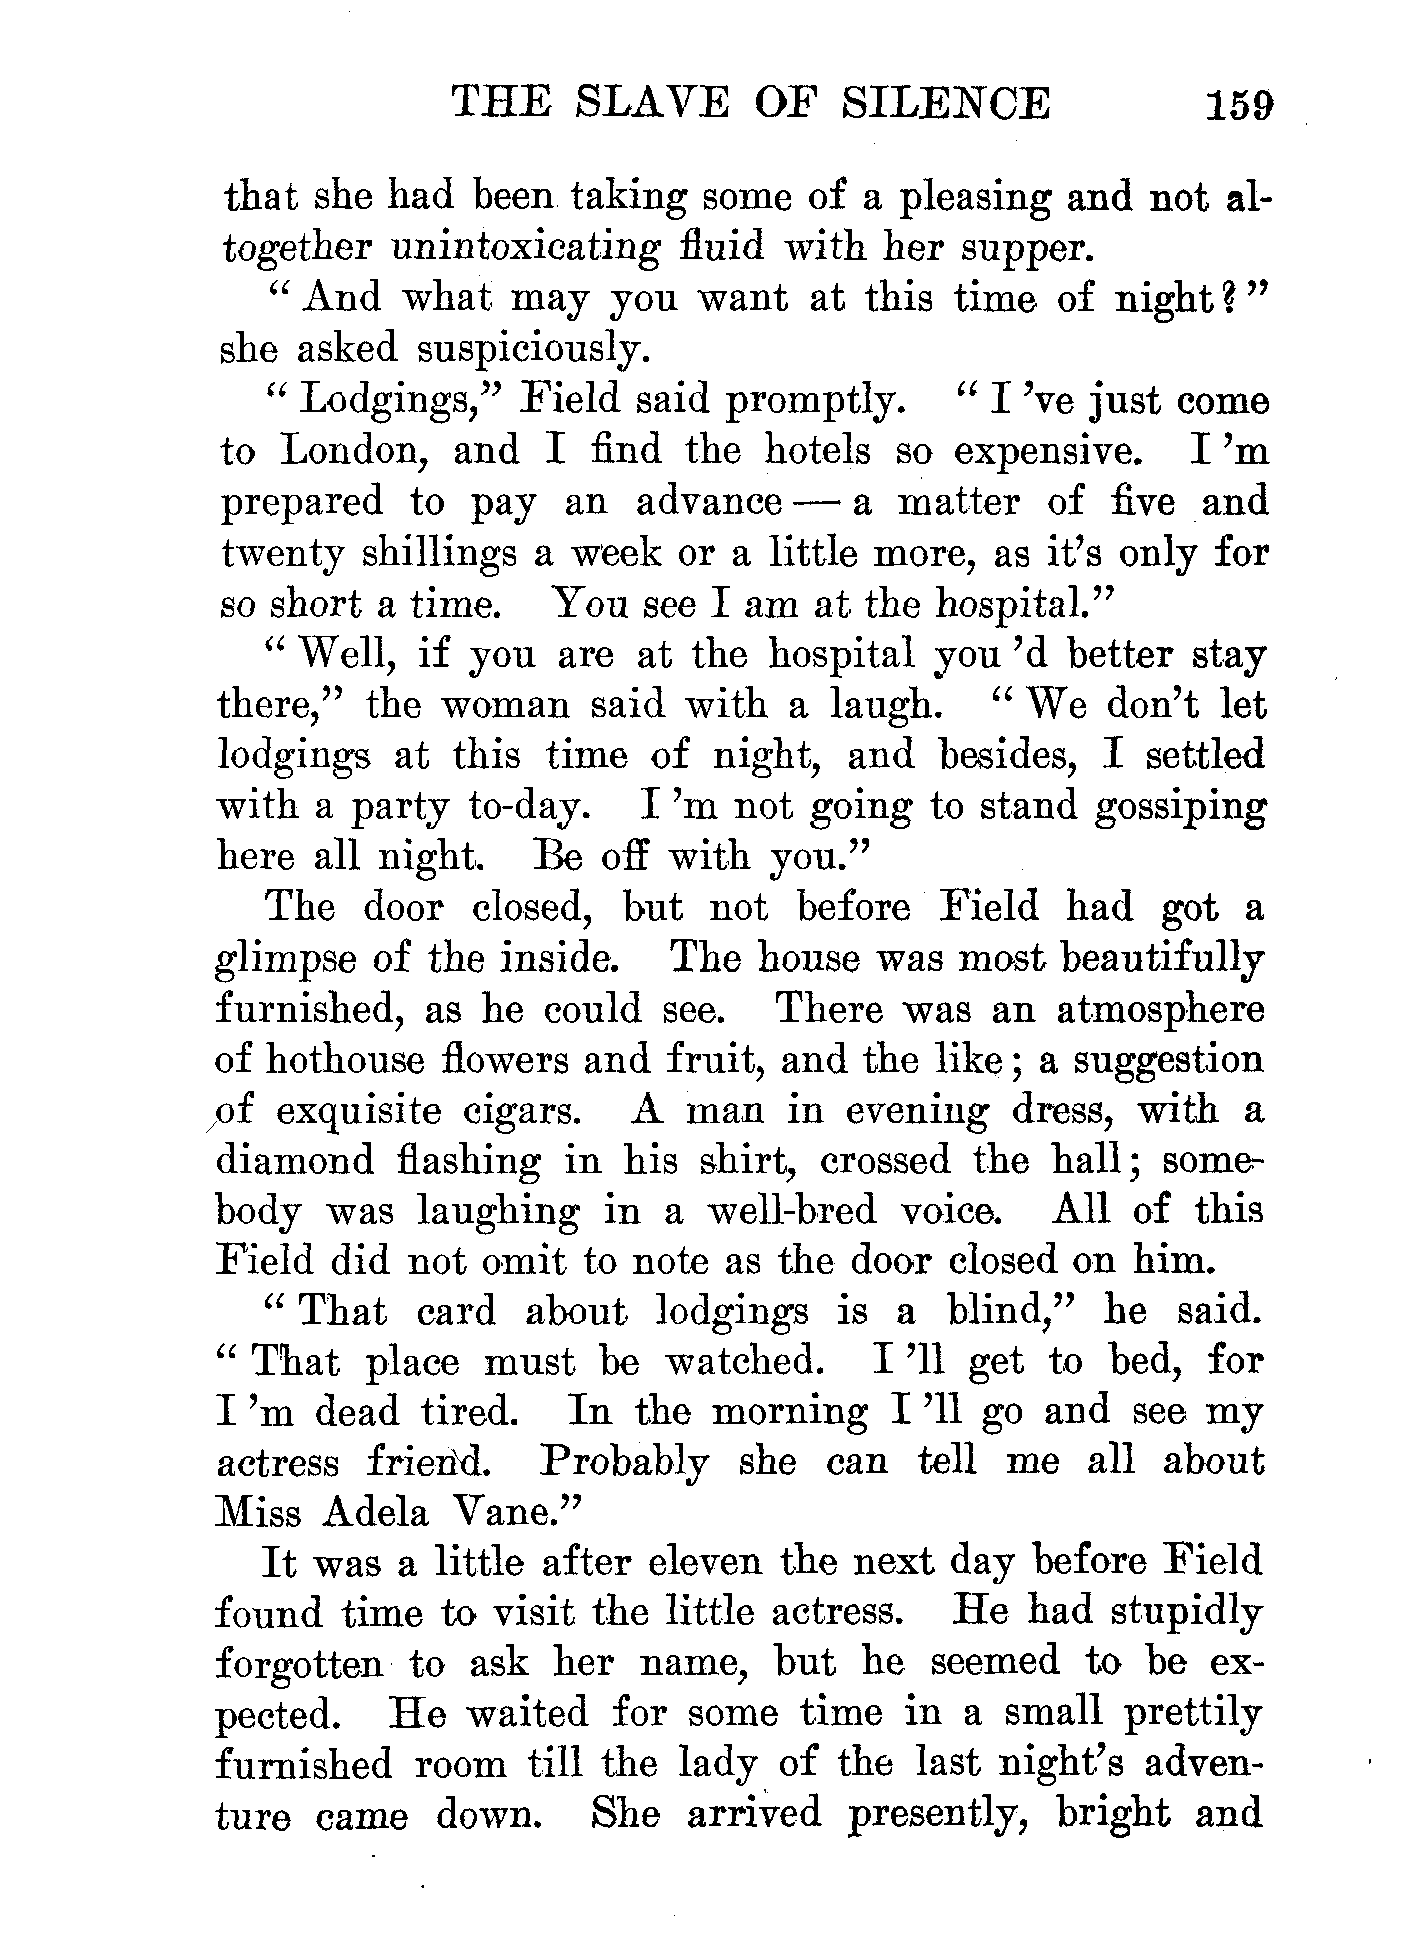 THE SLAVE OF SILENCE 159
that she had been taking some of a pleasing and not al-
together unintoxicating fluid with her supper.
" And what may you want at this time of night?"
she asked suspiciously.
" Lodgings," Field said promptly. " I 've just come
to London, and I find the hotels so expensive. I 'm
prepared to pay an advance — a matter of five and
twenty shillings a week or a little more, as it's only for
so short a time. You see I am at the hospital."
" Well, if you are at the hospital you 'd better stay
there," the woman said with a laugh. " We don't let
lodgings at this time of night, and besides, I settled
with a party to-day. I 'm not going to stand gossiping
here all night. Be off with you."
The door closed, but not before Field had got a
glimpse of the inside. The house was most beautifully
furnished, as he could see. There was an atmosphere
of hothouse flowers and fruit, and the like; a suggestion
of exquisite cigars. A man in evening dress, with a
diamond flashing in his shirt, crossed the hall; some-
body was laughing in a well-bred voice. All of this
Field did not omit to note as the door closed on him.
" That card about lodgings is a blind," he said.
" That place must be watched. I 'll get to bed, for
I 'm dead tired. In the morning I 'll go and see my
actress friend. Probably she can tell me all about
Miss Adela Vane."
It was a little after eleven the next day before Field
found time to visit the little actress. He had stupidly
forgotten to ask her name, but he seemed to be ex-
pected. He waited for some time in a small prettily
furnished room till the lady of the last night's adven-
ture came down. She arrived presently, bright and